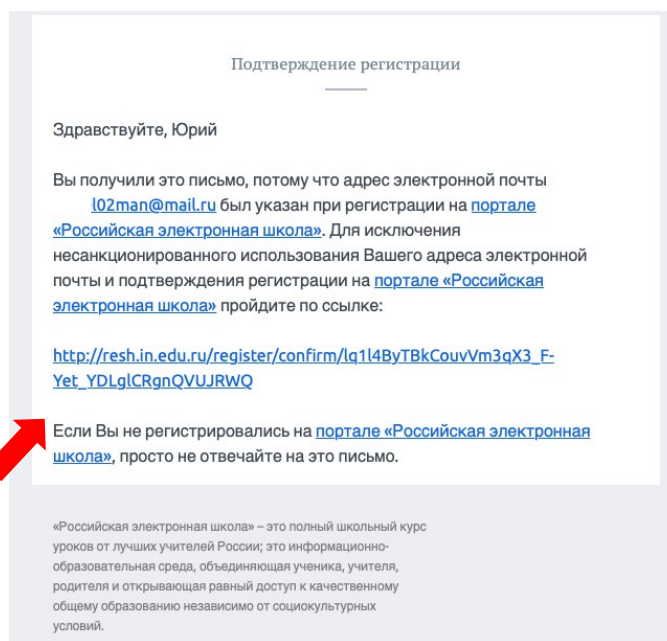 Подтверждение регистрации
Здравствуйте, Юрий
Вы получили это письмо, потому что адрес электронной почты
l02man@mail.ru был указан при регистрации на портале
«Российская электронная школа». Для исключения
несанкционированного использования Вашего адреса электронной
почты и подтверждения регистрации на портале «Российская
электронная школа» пройдите по ссылке:
http://resh.in.edu.ru/register/confirm/lq1l4ByTBkCouvVm3qX3_F-
Yet_YDLglCRgnQVUJRWQ
Если Вы не регистрировались на портале «Российская электронная
школа», просто не отвечайте на это письмо.
«Российская электронная школа» – это полный школьный курс
уроков от лучших учителей России; это информационно-
образовательная среда, объединяющая ученика, учителя,
родителя и открывающая равный доступ к качественному
общему образованию независимо от социокультурных
условий.